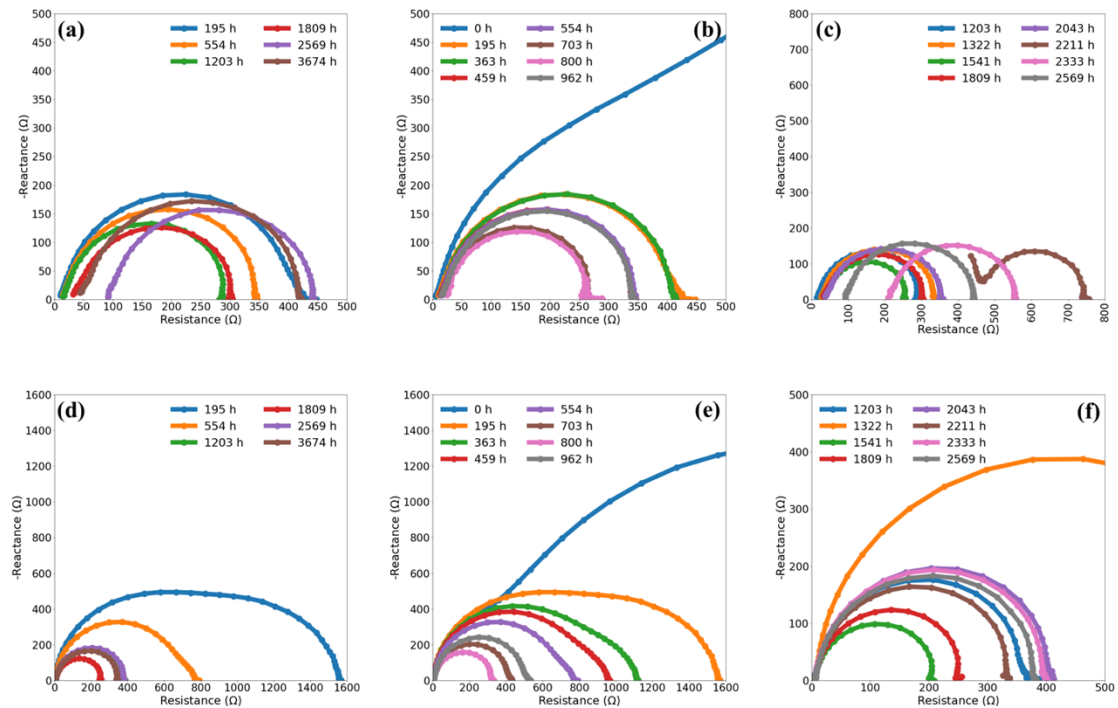 (a)
195 h 1809 h
554 h 2569 h
1203 h 3674 h
500
450
400
350
300
250
200
150
100
50
0
-Reactance (Ω)
0 50 100 150 200 250 300 350 400 450 500
Resistance (Ω)
(b)
0 h 554 h
195 h 703 h
363 h 800 h
459 h 962 h
500
450
400
350
300
250
200
150
100
50
0
-Reactance (Ω)
0 50 100 150 200 250 300 350 400 450 500
Resistance (Ω)
(c)
1203 h 2043 h
1322 h 2211 h
1541 h 2333 h
1809 h 2569 h
800
700
600
500
400
300
200
100
0
-Reactance (Ω)
0 100 200 300 400 500 600 700 800
Resistance (Ω)
(d)
195 h 1809 h
554 h 2569 h
1203 h 3674 h
1600
1400
1200
1000
800
600
400
200
0
-Reactance (Ω)
0 200 400 600 800 1000 1200 1400 1600
Resistance (Ω)
(e)
0 h 554 h
195 h 703 h
363 h 800 h
459 h 962 h
1600
1400
1200
1000
800
600
400
200
0
-Reactance (Ω)
0 200 400 600 800 1000 1200 1400 1600
Resistance (Ω)
(f)
1203 h 2043 h
1322 h 2211 h
1541 h 2333 h
1809 h 2569 h
500
400
300
200
100
0
-Reactance (Ω)
0 100 200 300 400 500
Resistance (Ω)